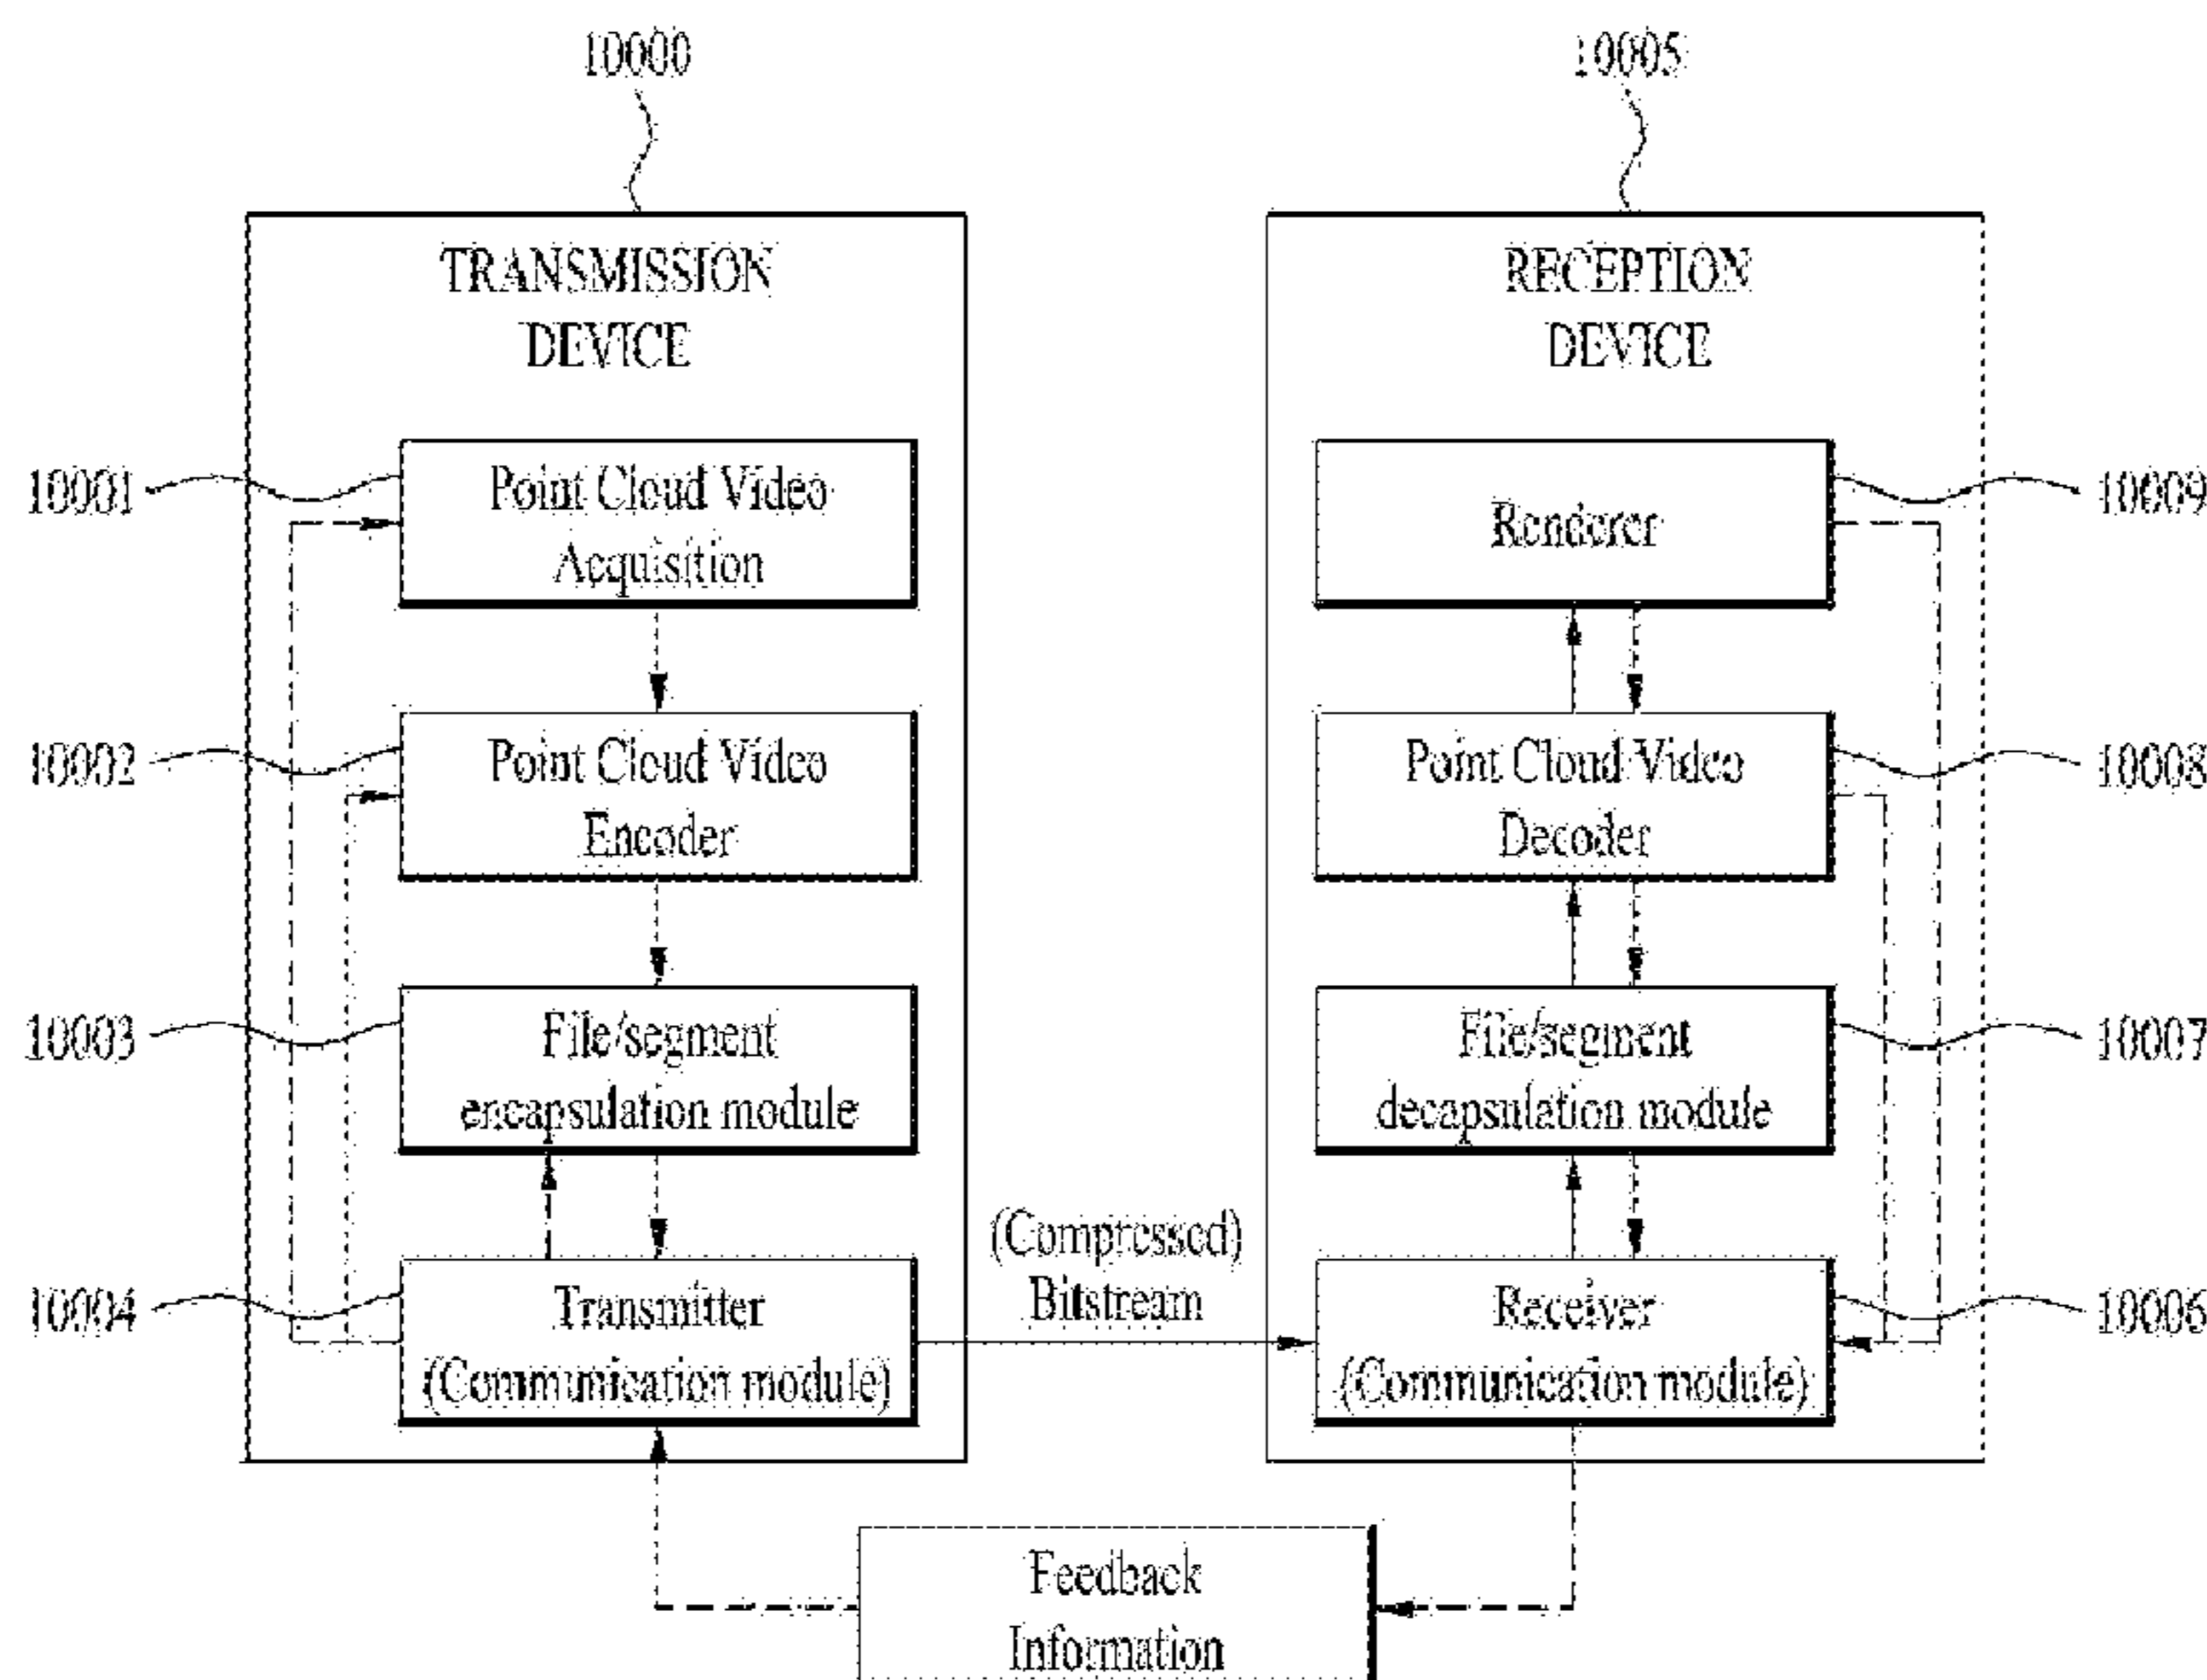 10000
10005
TRANSMISSION
DEVICE
RECEPTION
DEVICE
10001
Point Cloud Video
Acquisition
Renderer
10009
10002
Point Cloud Video
Encoder
Point Cloud Video
Decoder
10008
10003
File/segment
encapsulation module
File/segment
decapsulation module
10007
10004
Transmitter
(Communication module)
(Compressed)
Bitstream
Receiver
(Communication module)
10006
Feedback
Information